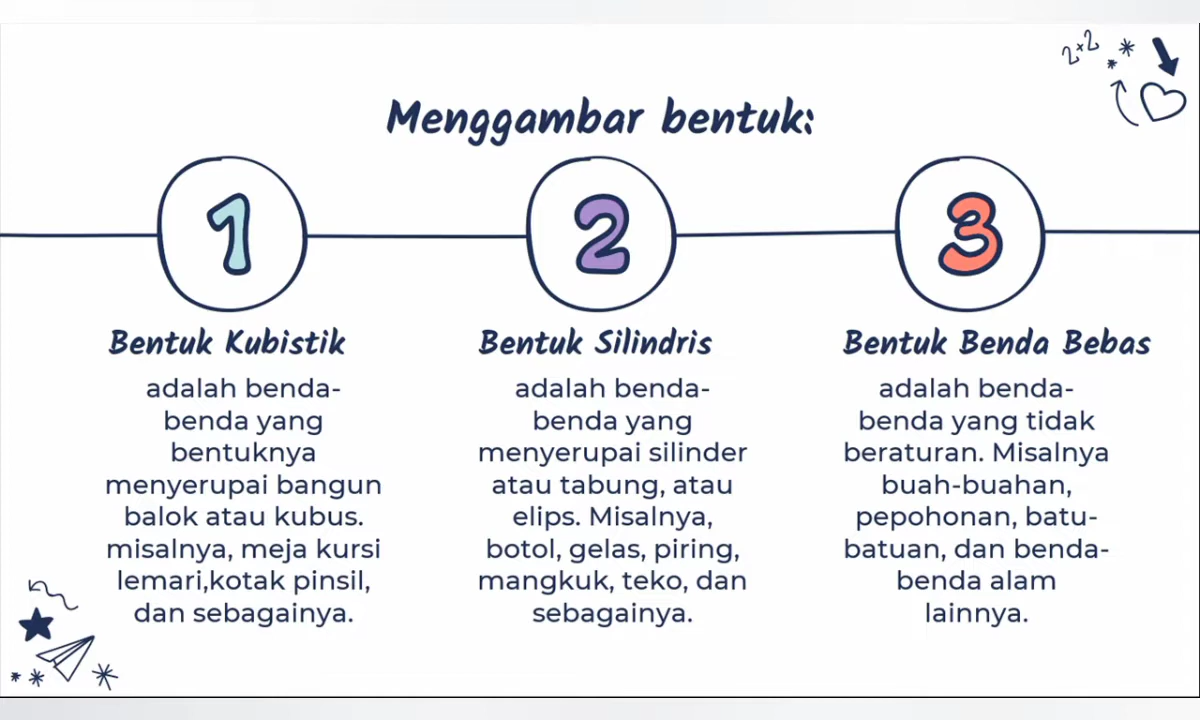 2×2
Menggambar bentuk:
1
2
3
Bentuk Kubistik
adalah benda-
benda yang
bentuknya
menyerupai bangun
balok atau kubus.
misalnya, meja kursi
lemari,kotak pinsil,
dan sebagainya.
Bentuk Silindris
adalah benda-
benda yang
menyerupai silinder
atau tabung, atau
elips. Misalnya,
botol, gelas, piring,
mangkuk, teko, dan
sebagainya.
Bentuk Benda Bebas
adalah benda-
benda yang tidak
beraturan. Misalnya
buah-buahan,
pepohonan, batu-
batuan, dan benda-
benda alam
lainnya.